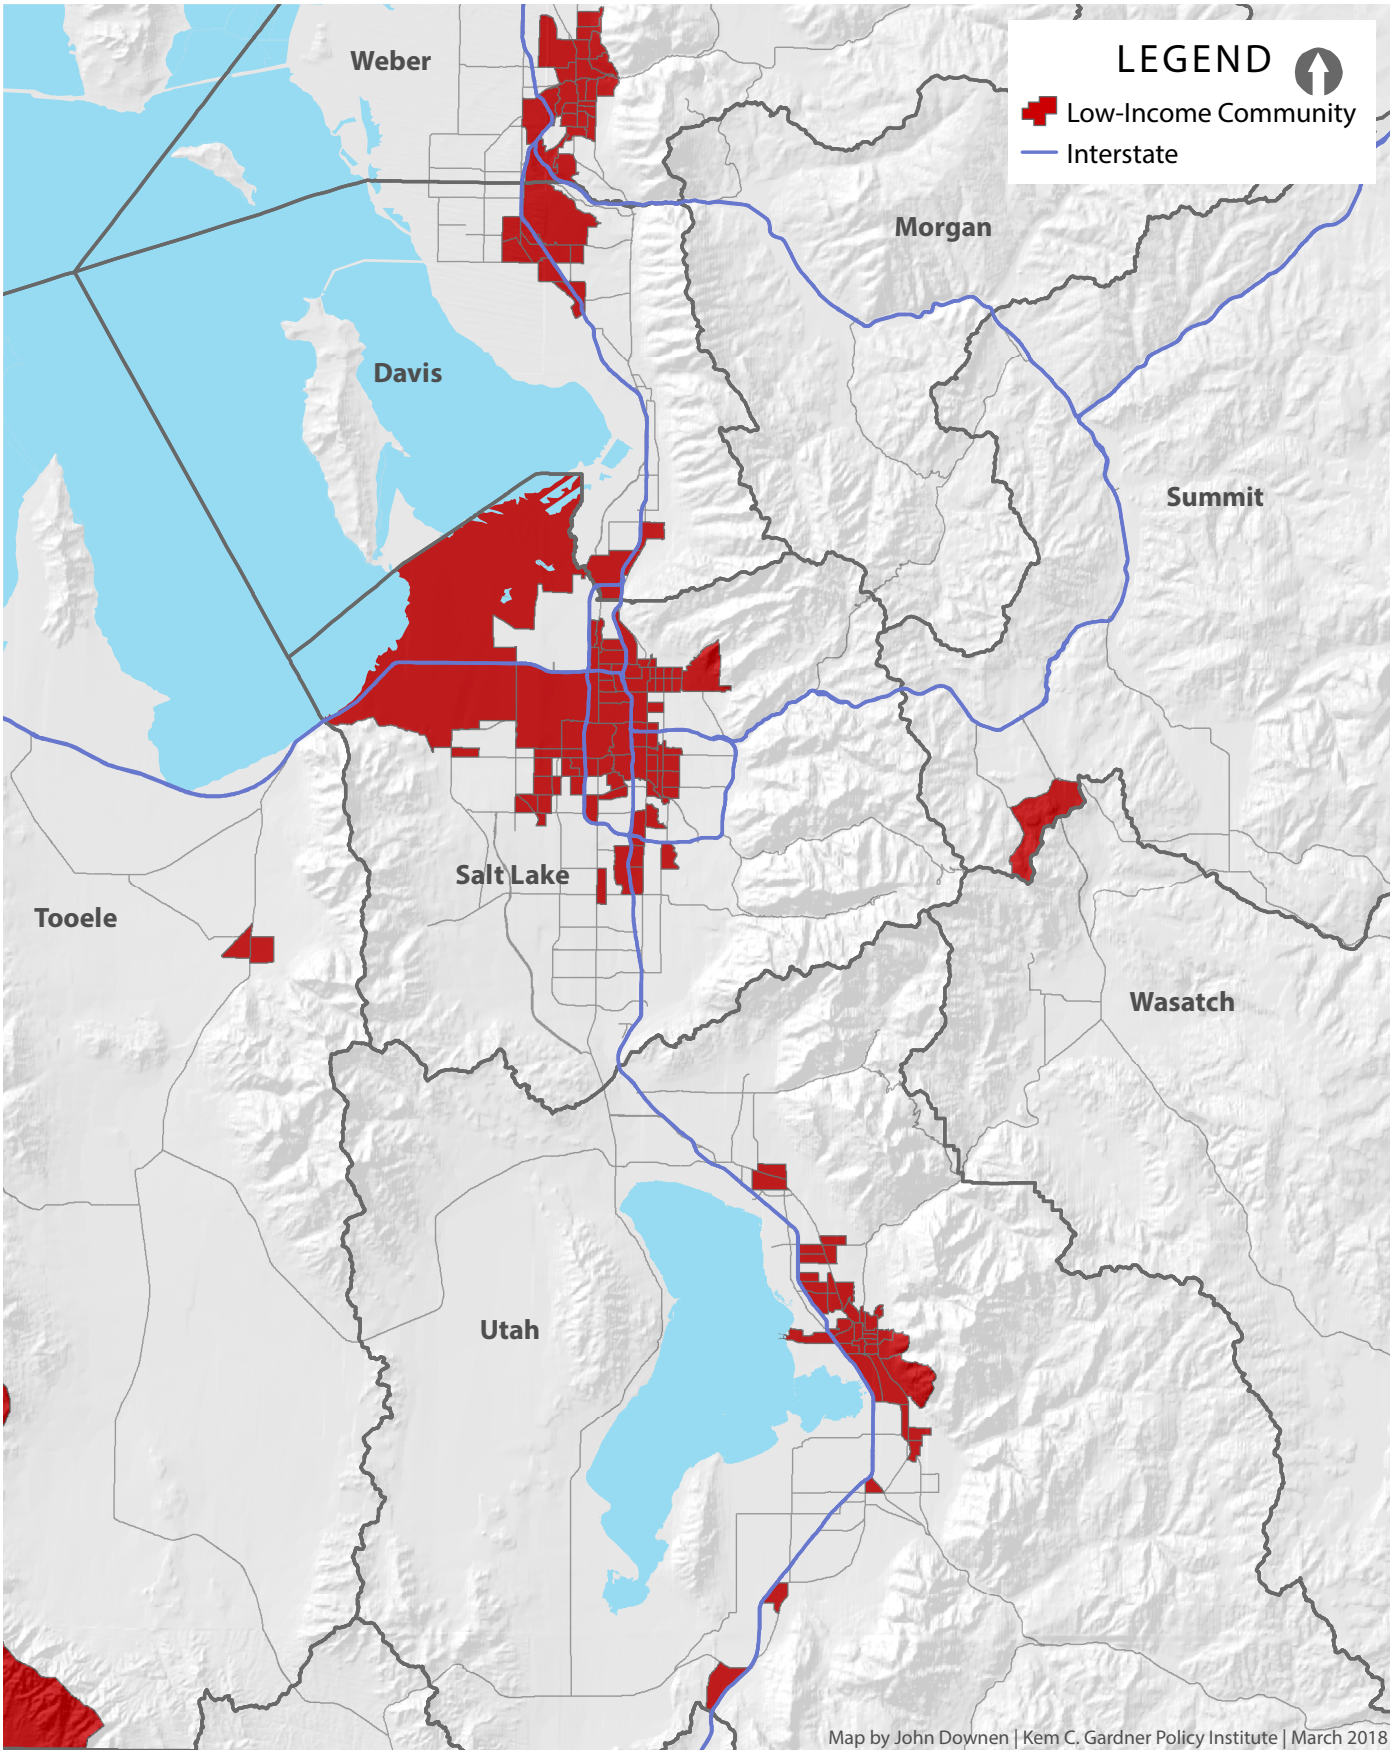 Weber
LEGEND
Low-Income Community
Interstate
Morgan
Davis
Summit
Salt Lake
Tooele
Wasatch
Utah
Map by John Downen | Kem C. Gardner Policy Institute | March 2018